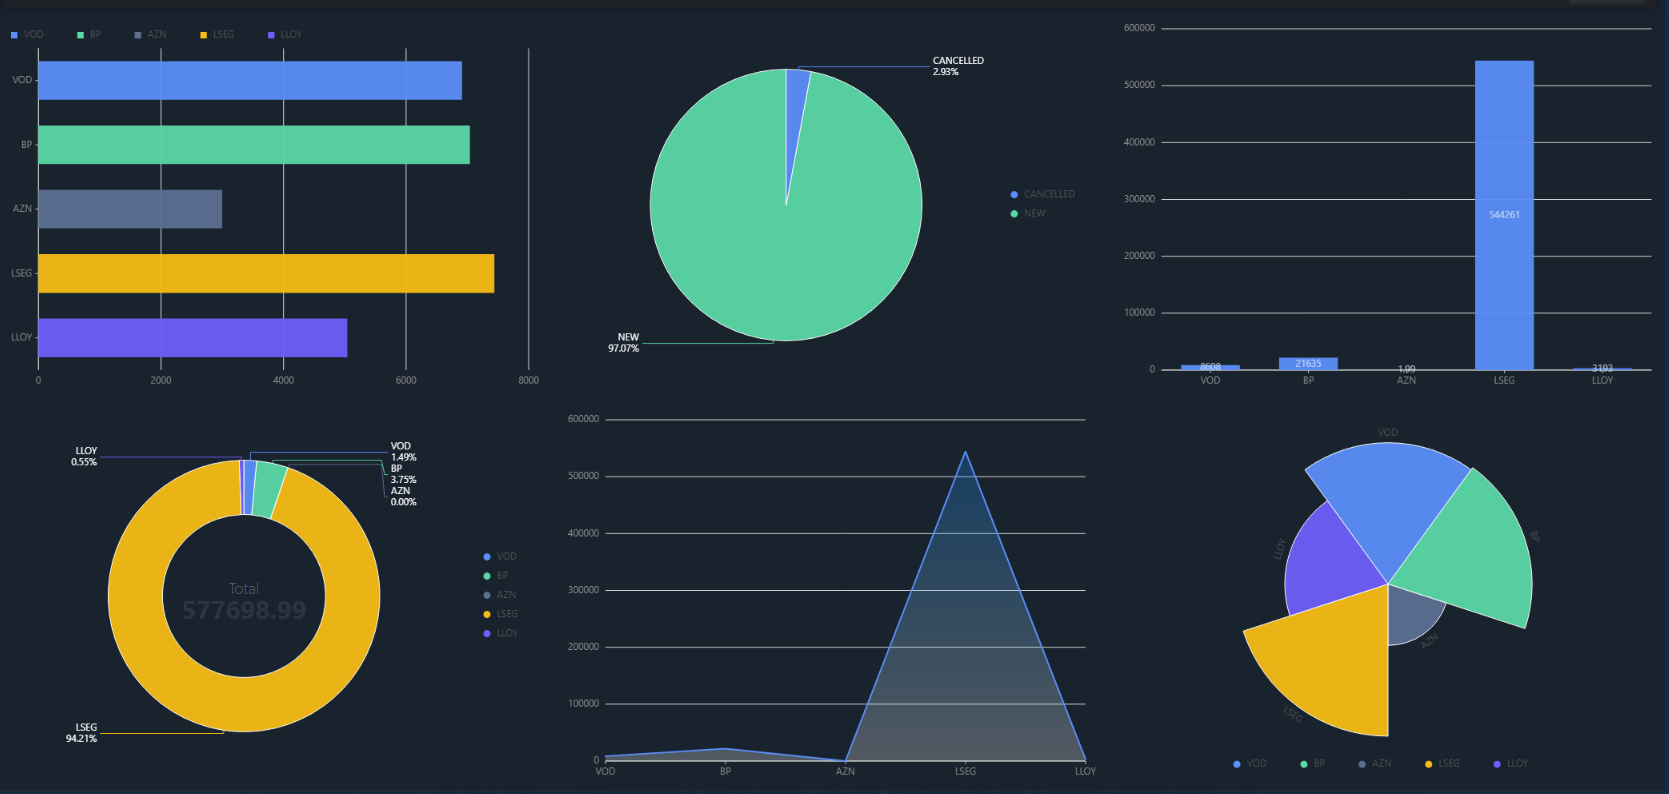 VOD BP AZN LSEG LLOY
VOD
BP
AZN
LSEG
LLOY
0 2000 4000 6000 8000
CANCELLED
2.93%
NEW
97.07%
CANCELLED
NEW
600000
500000
400000
300000
200000
100000
0
544261
8608
21635
1.99
3193
VOD BP AZN LSEG LLOY
LLOY
0.55%
VOD
1.49%
BP
3.75%
AZN
0.00%
Total
577698.99
LSEG
94.21%
VOD
BP
AZN
LSEG
LLOY
600000
500000
400000
300000
200000
100000
0
VOD BP AZN LSEG LLOY
VOD
BP
LLOY
AZN
LSEG
VOD BP AZN LSEG LLOY